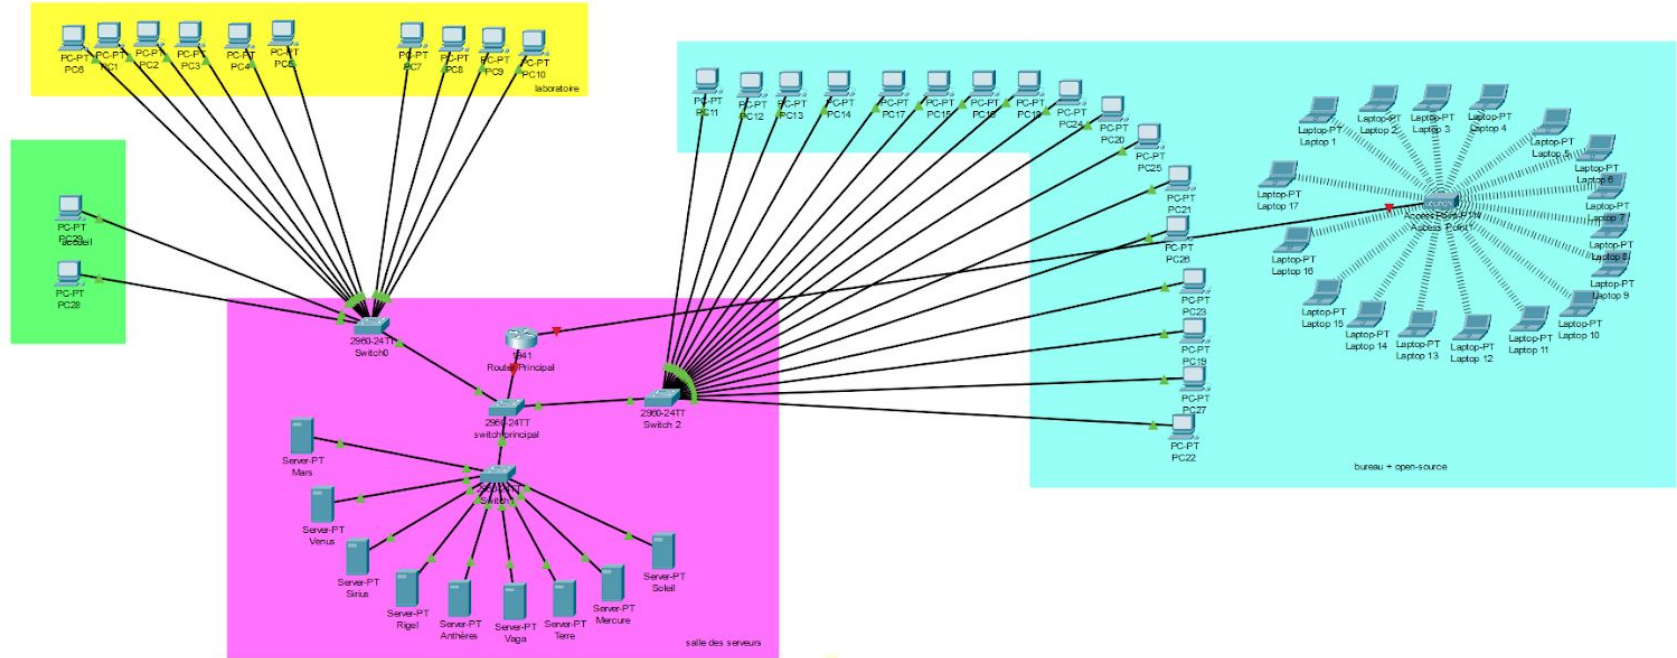 PC-PT
PC6
PC-PT
PC1
PC-PT
PC2
PC-PT
PC3
PC-PT
PC4
PC-PT
PC-PT
PC7
PC-PT
PC8
PC-PT
PC9
PC-PT
PC10
laboratoire
PC-PT
PC29
accueil
PC-PT
PC28
PC-PT
PC11
PC-PT
PC12
PC-PT
PC13
PC-PT
PC14
PC-PT
PC17
PC-PT
PC15
PC-PT
PC-PT
PC-PT
PC24
PC-PT
PC20
PC-PT
PC25
PC-PT
PC21
PC-PT
PC26
PC-PT
PC23
PC-PT
PC19
PC-PT
PC27
PC-PT
PC22
Laptop-PT
Laptop 1
Laptop-PT
Laptop 2
Laptop-PT
Laptop 3
Laptop-PT
Laptop 4
Laptop-PT
Laptop 5
Laptop-PT
Laptop 6
Laptop-PT
Laptop 7
Laptop-PT
Laptop 8
Laptop-PT
Laptop 9
Laptop-PT
Laptop 10
Laptop-PT
Laptop 11
Laptop-PT
Laptop 12
Laptop-PT
Laptop 13
Laptop-PT
Laptop 14
Laptop-PT
Laptop 15
Laptop-PT
Laptop 16
Laptop-PT
Laptop 17
Access Point
bureau + open-source
2960-24TT
Switch0
1941
Router Principal
2960-24TT
switch principal
2960-24TT
Switch 2
2960-24TT
Switch
Server-PT
Mars
Server-PT
Venus
Server-PT
Sirius
Server-PT
Rigel
Server-PT
Anthères
Server-PT
Vaga
Server-PT
Terre
Server-PT
Mercure
Server-PT
Soleil
salle des serveurs